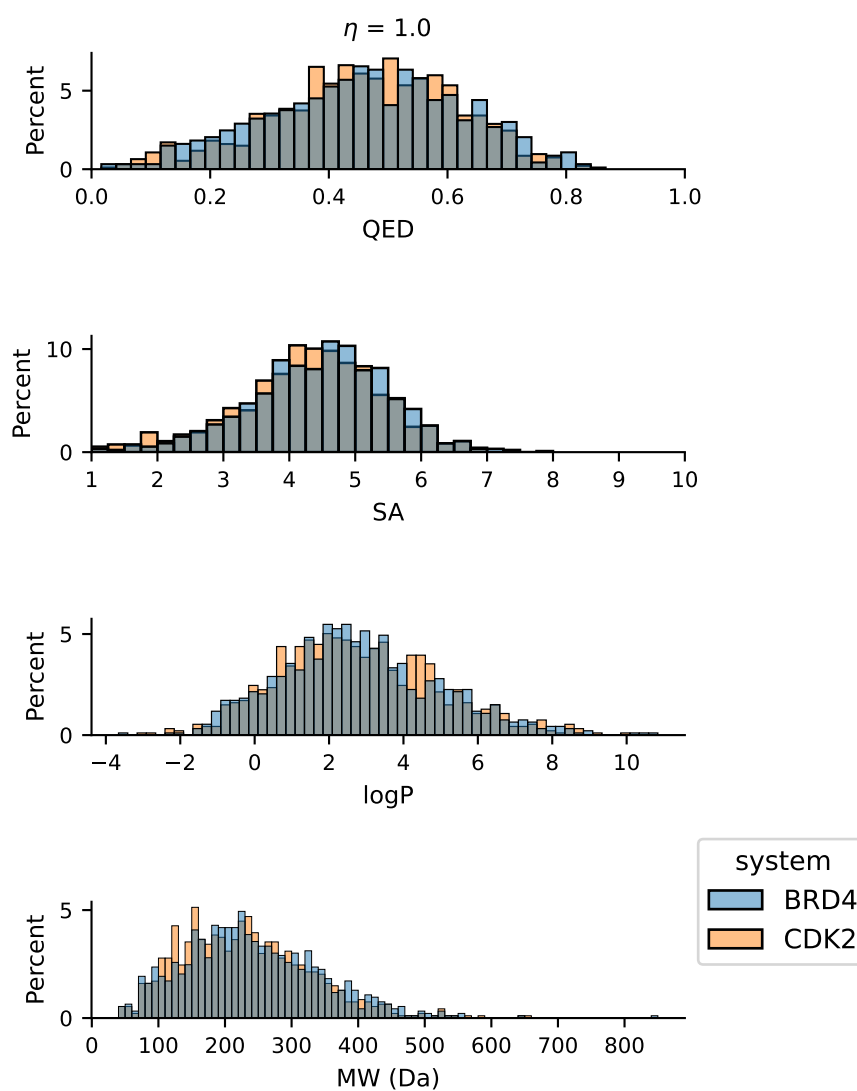 η = 1.0
Percent
5
0
0.0 0.2 0.4 0.6 0.8 1.0
QED
Percent
10
0
1 2 3 4 5 6 7 8 9 10
SA
Percent
5
0
−4 −2 0 2 4 6 8 10
logP
system
BRD4
CDK2
Percent
5
0
0 100 200 300 400 500 600 700 800
MW (Da)